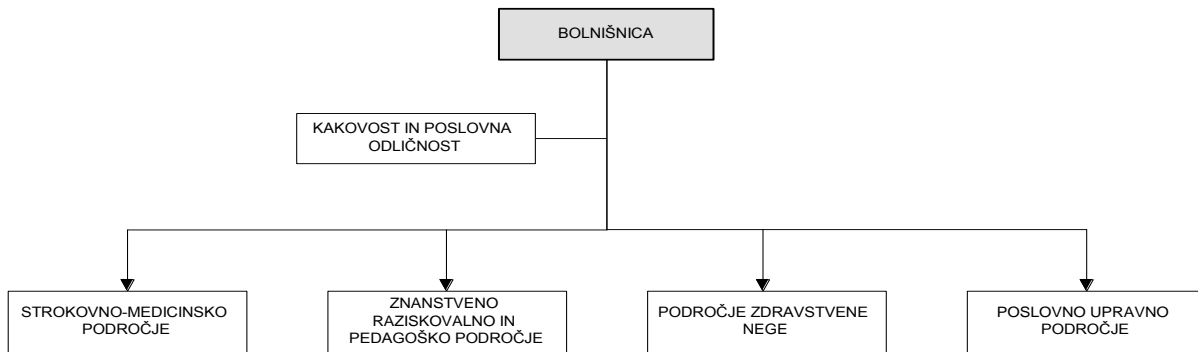 BOLNIŠNICA
KAKOVOST IN POSLOVNA
ODLIČNOST
STROKOVNO-MEDICINSKO
PODROČJE
ZNANSTVENO
RAZISKOVALNO IN
PEDAGOŠKO PODROČJE
PODROČJE ZDRAVSTVENE
NEGE
POSLOVNO UPRAVNO
PODROČJE